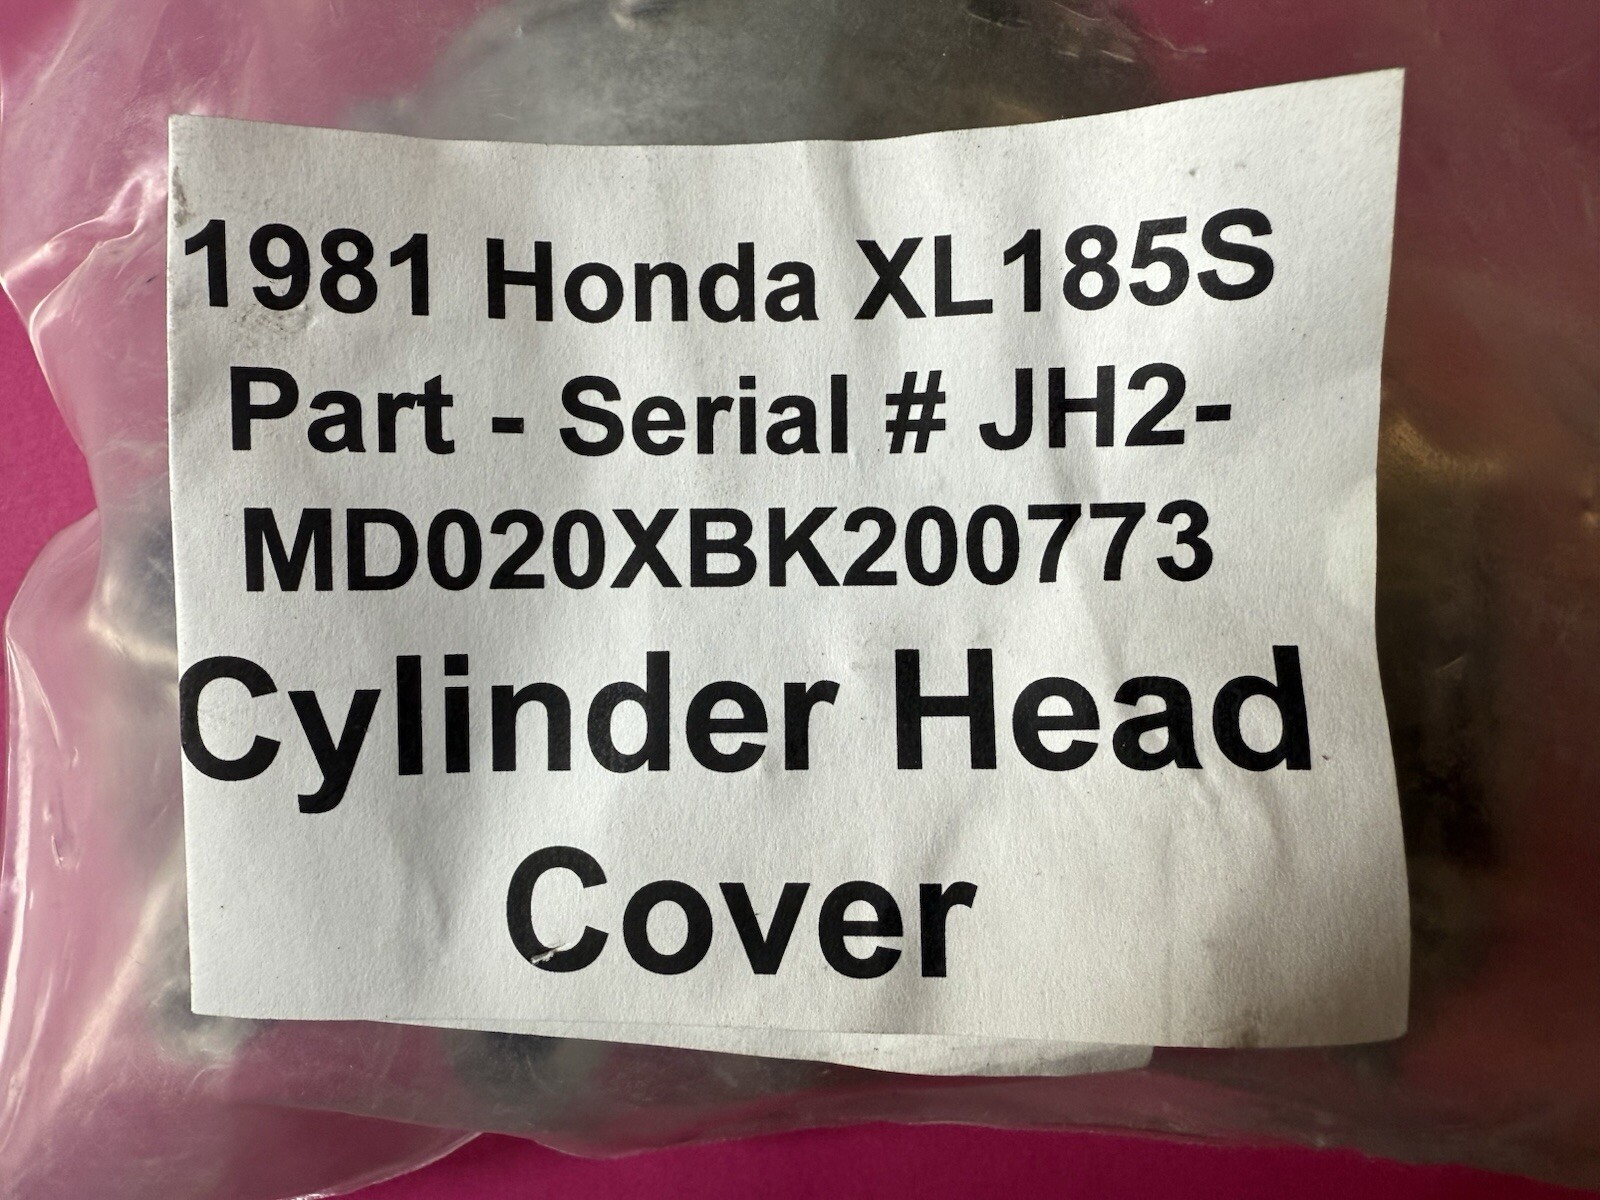 1981 Honda XL185S
Part - Serial # JH2-
MD020XBK200773
Cylinder Head
Cover